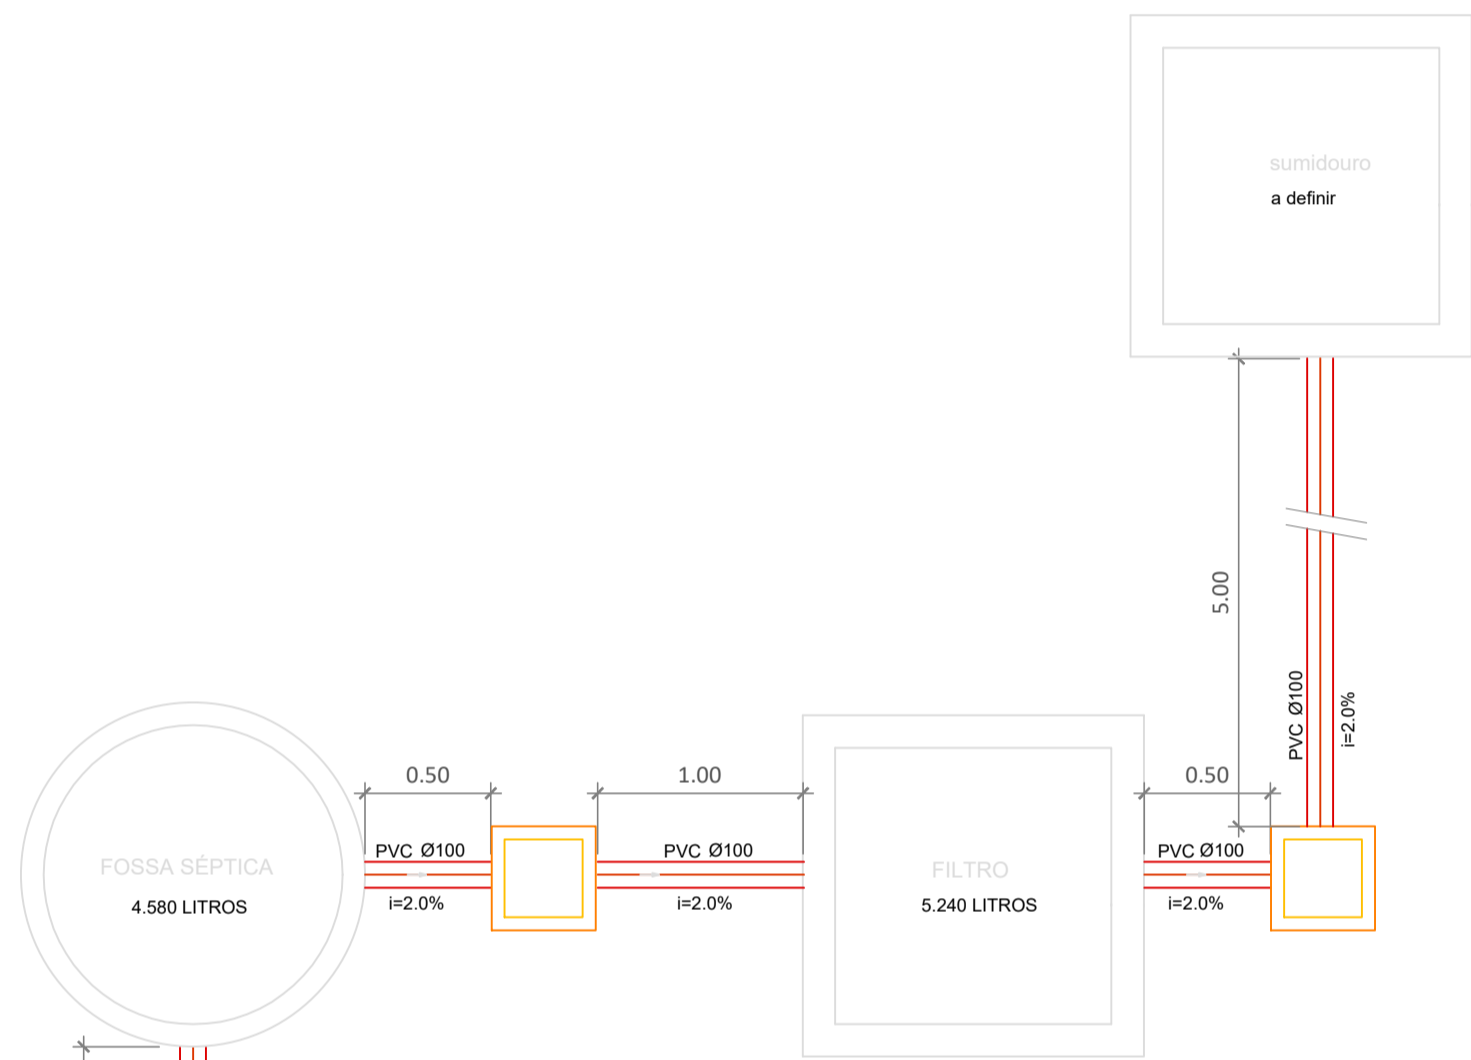 sumidouro
a definir
5.00
PVC Ø100
i=2.0%
0.50
1.00
0.50
PVC Ø100
PVC Ø100
PVC Ø100
FOSSA SÉPTICA
4.580 LITROS
i=2.0%
i=2.0%
FILTRO
5.240 LITROS
i=2.0%